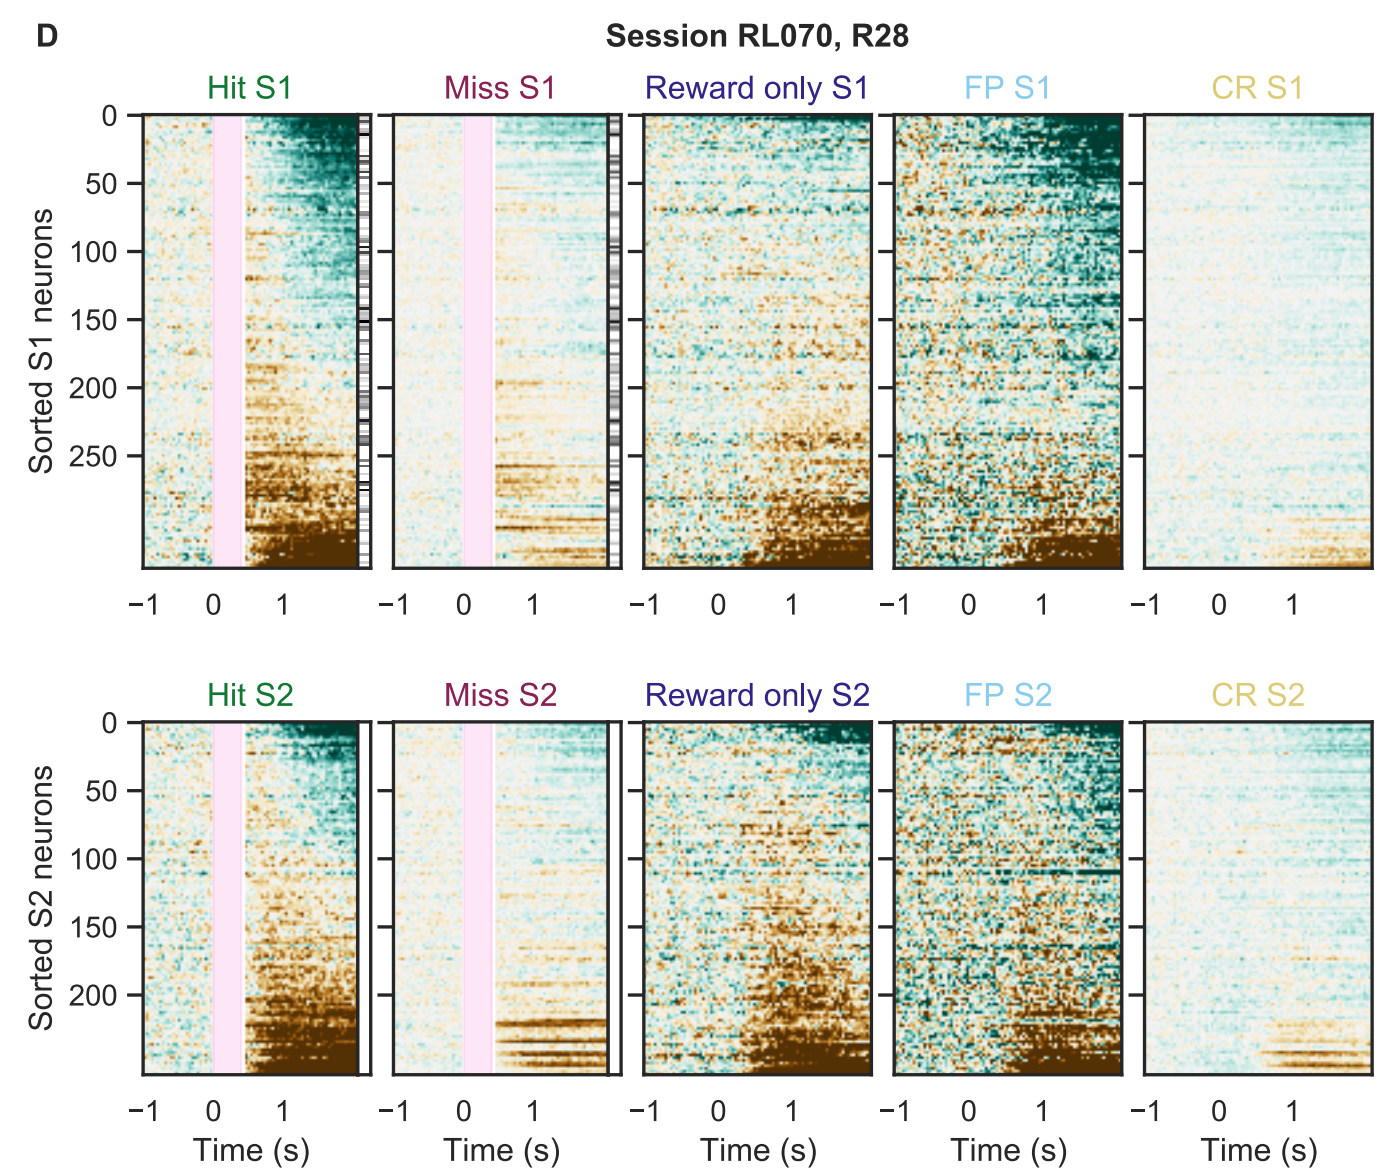 D
Session RL070, R28
Hit S1 Miss S1 Reward only S1 FP S1 CR S1
Sorted S1 neurons
0
50
100
150
200
250
−1 0 1 −1 0 1 −1 0 1 −1 0 1 −1 0 1
Hit S2 Miss S2 Reward only S2 FP S2 CR S2
Sorted S2 neurons
0
50
100
150
200
−1 0 1 −1 0 1 −1 0 1 −1 0 1 −1 0 1
Time (s) Time (s) Time (s) Time (s) Time (s)